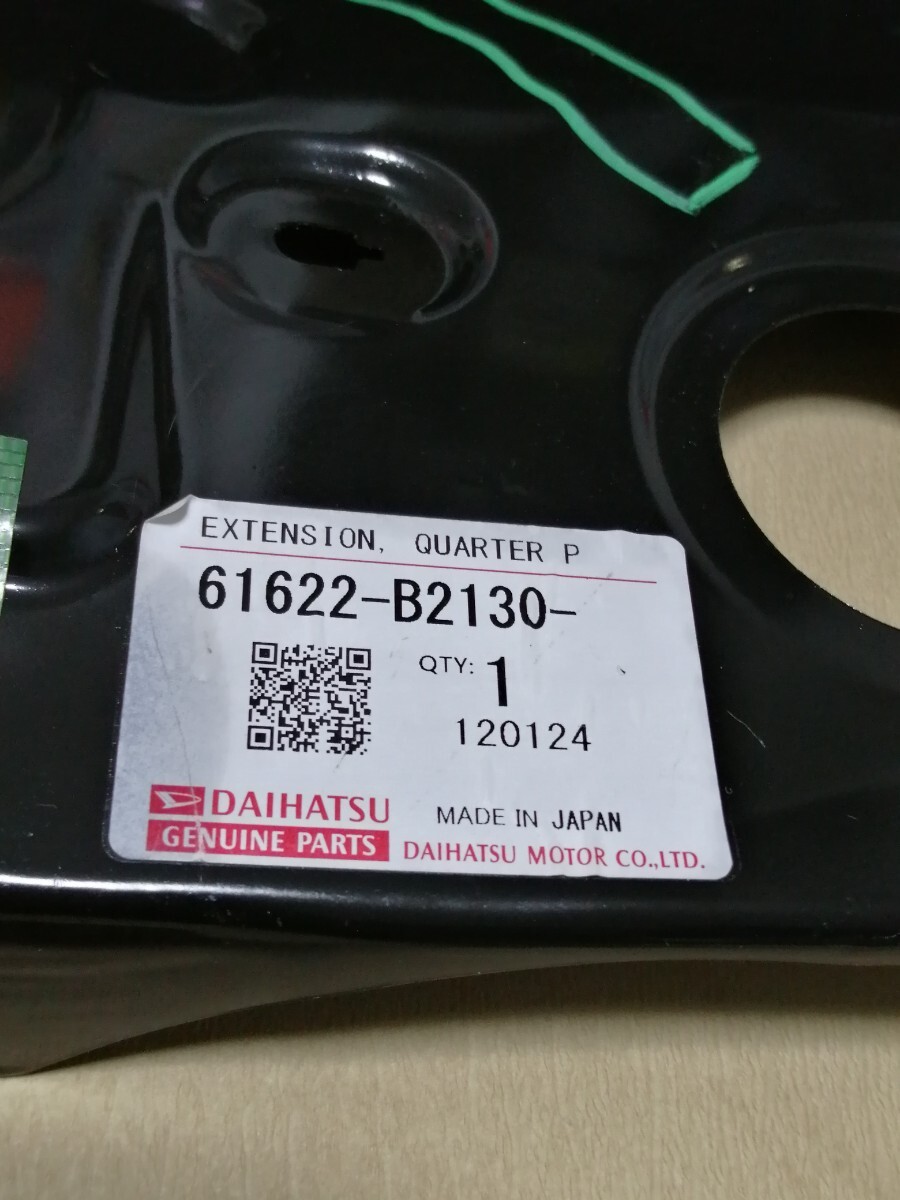 EXTENSION, QUARTER P
61622-B2130-
QTY: 1
120124
DAIHATSU
GENUINE PARTS
MADE IN JAPAN
DAIHATSU MOTOR CO.,LTD.